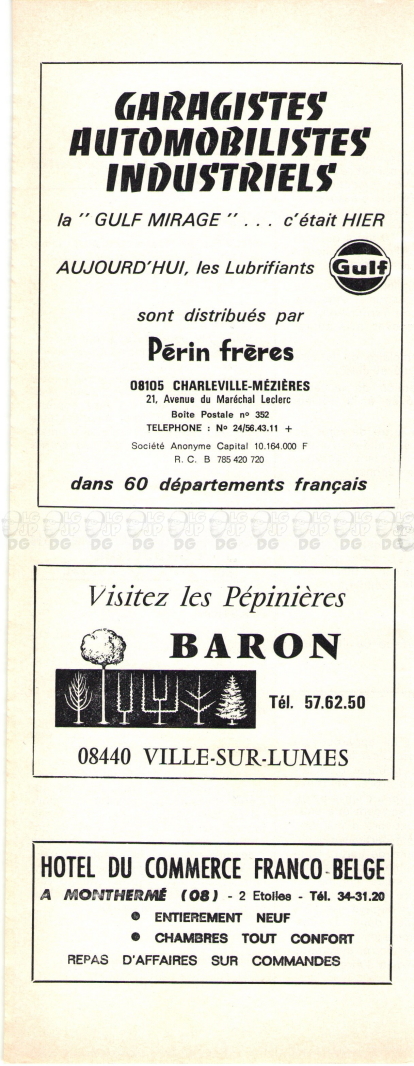 GARAGISTES
AUTOMOBILISTES
INDUSTRIELS
la " GULF MIRAGE " . . . c'était HIER
AUJOURD'HUI, les Lubrifiants Gulf
sont distribués par
Périn frères
08105 CHARLEVILLE-MÉZIÈRES
21, Avenue du Maréchal Leclerc
Boîte Postale nº 352
TELEPHONE : Nº 24/56.43.11 +
Société Anonyme Capital 10.164.000 F
R. C. B 785 420 720
dans 60 départements français
Visitez les Pépinières
BARON
Tél. 57.62.50
08440 VILLE-SUR-LUMES
HOTEL DU COMMERCE FRANCO-BELGE
A MONTHERMÉ (08) - 2 Etoiles - Tél. 34-31.20
ENTIEREMENT NEUF
CHAMBRES TOUT CONFORT
REPAS D'AFFAIRES SUR COMMANDES